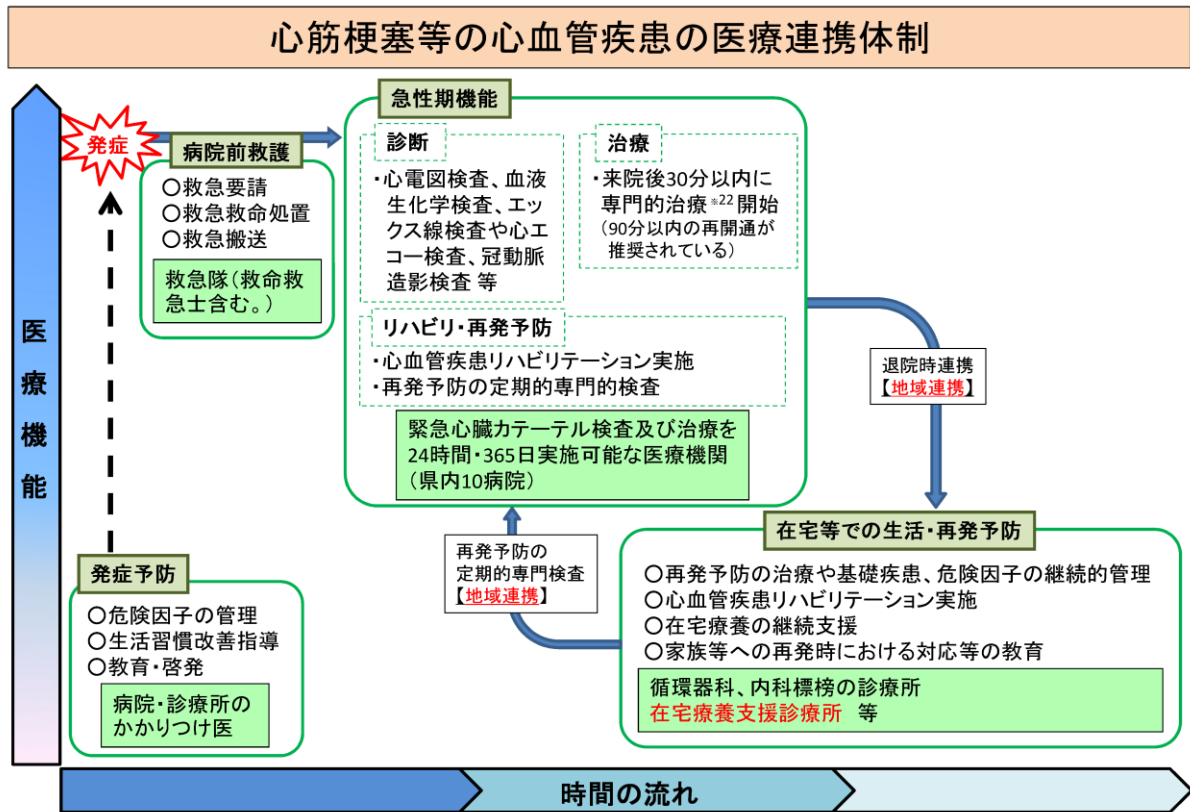 心筋梗塞等の心血管疾患の医療連携体制
医療機能
発症
病院前救護
○救急要請
○救急救命処置
○救急搬送
救急隊(救命救
急士含む。)
急性期機能
診断
・心電図検査、血液
生化学検査、エッ
クス線検査や心エ
コー検査、冠動脈
造影検査 等
治療
・来院後30分以内に
専門的治療※22開始
(90分以内の再開通が
推奨されている)
リハビリ・再発予防
・心血管疾患リハビリテーション実施
・再発予防の定期的専門的検査
緊急心臓カテーテル検査及び治療を
24時間・365日実施可能な医療機関
(県内10病院)
退院時連携
【地域連携】
再発予防の
定期的専門検査
【地域連携】
発症予防
○危険因子の管理
○生活習慣改善指導
○教育・啓発
病院・診療所の
かかりつけ医
在宅等での生活・再発予防
○再発予防の治療や基礎疾患、危険因子の継続的管理
○心血管疾患リハビリテーション実施
○在宅療養の継続支援
○家族等への再発時における対応等の教育
循環器科、内科標榜の診療所
在宅療養支援診療所 等
時間の流れ